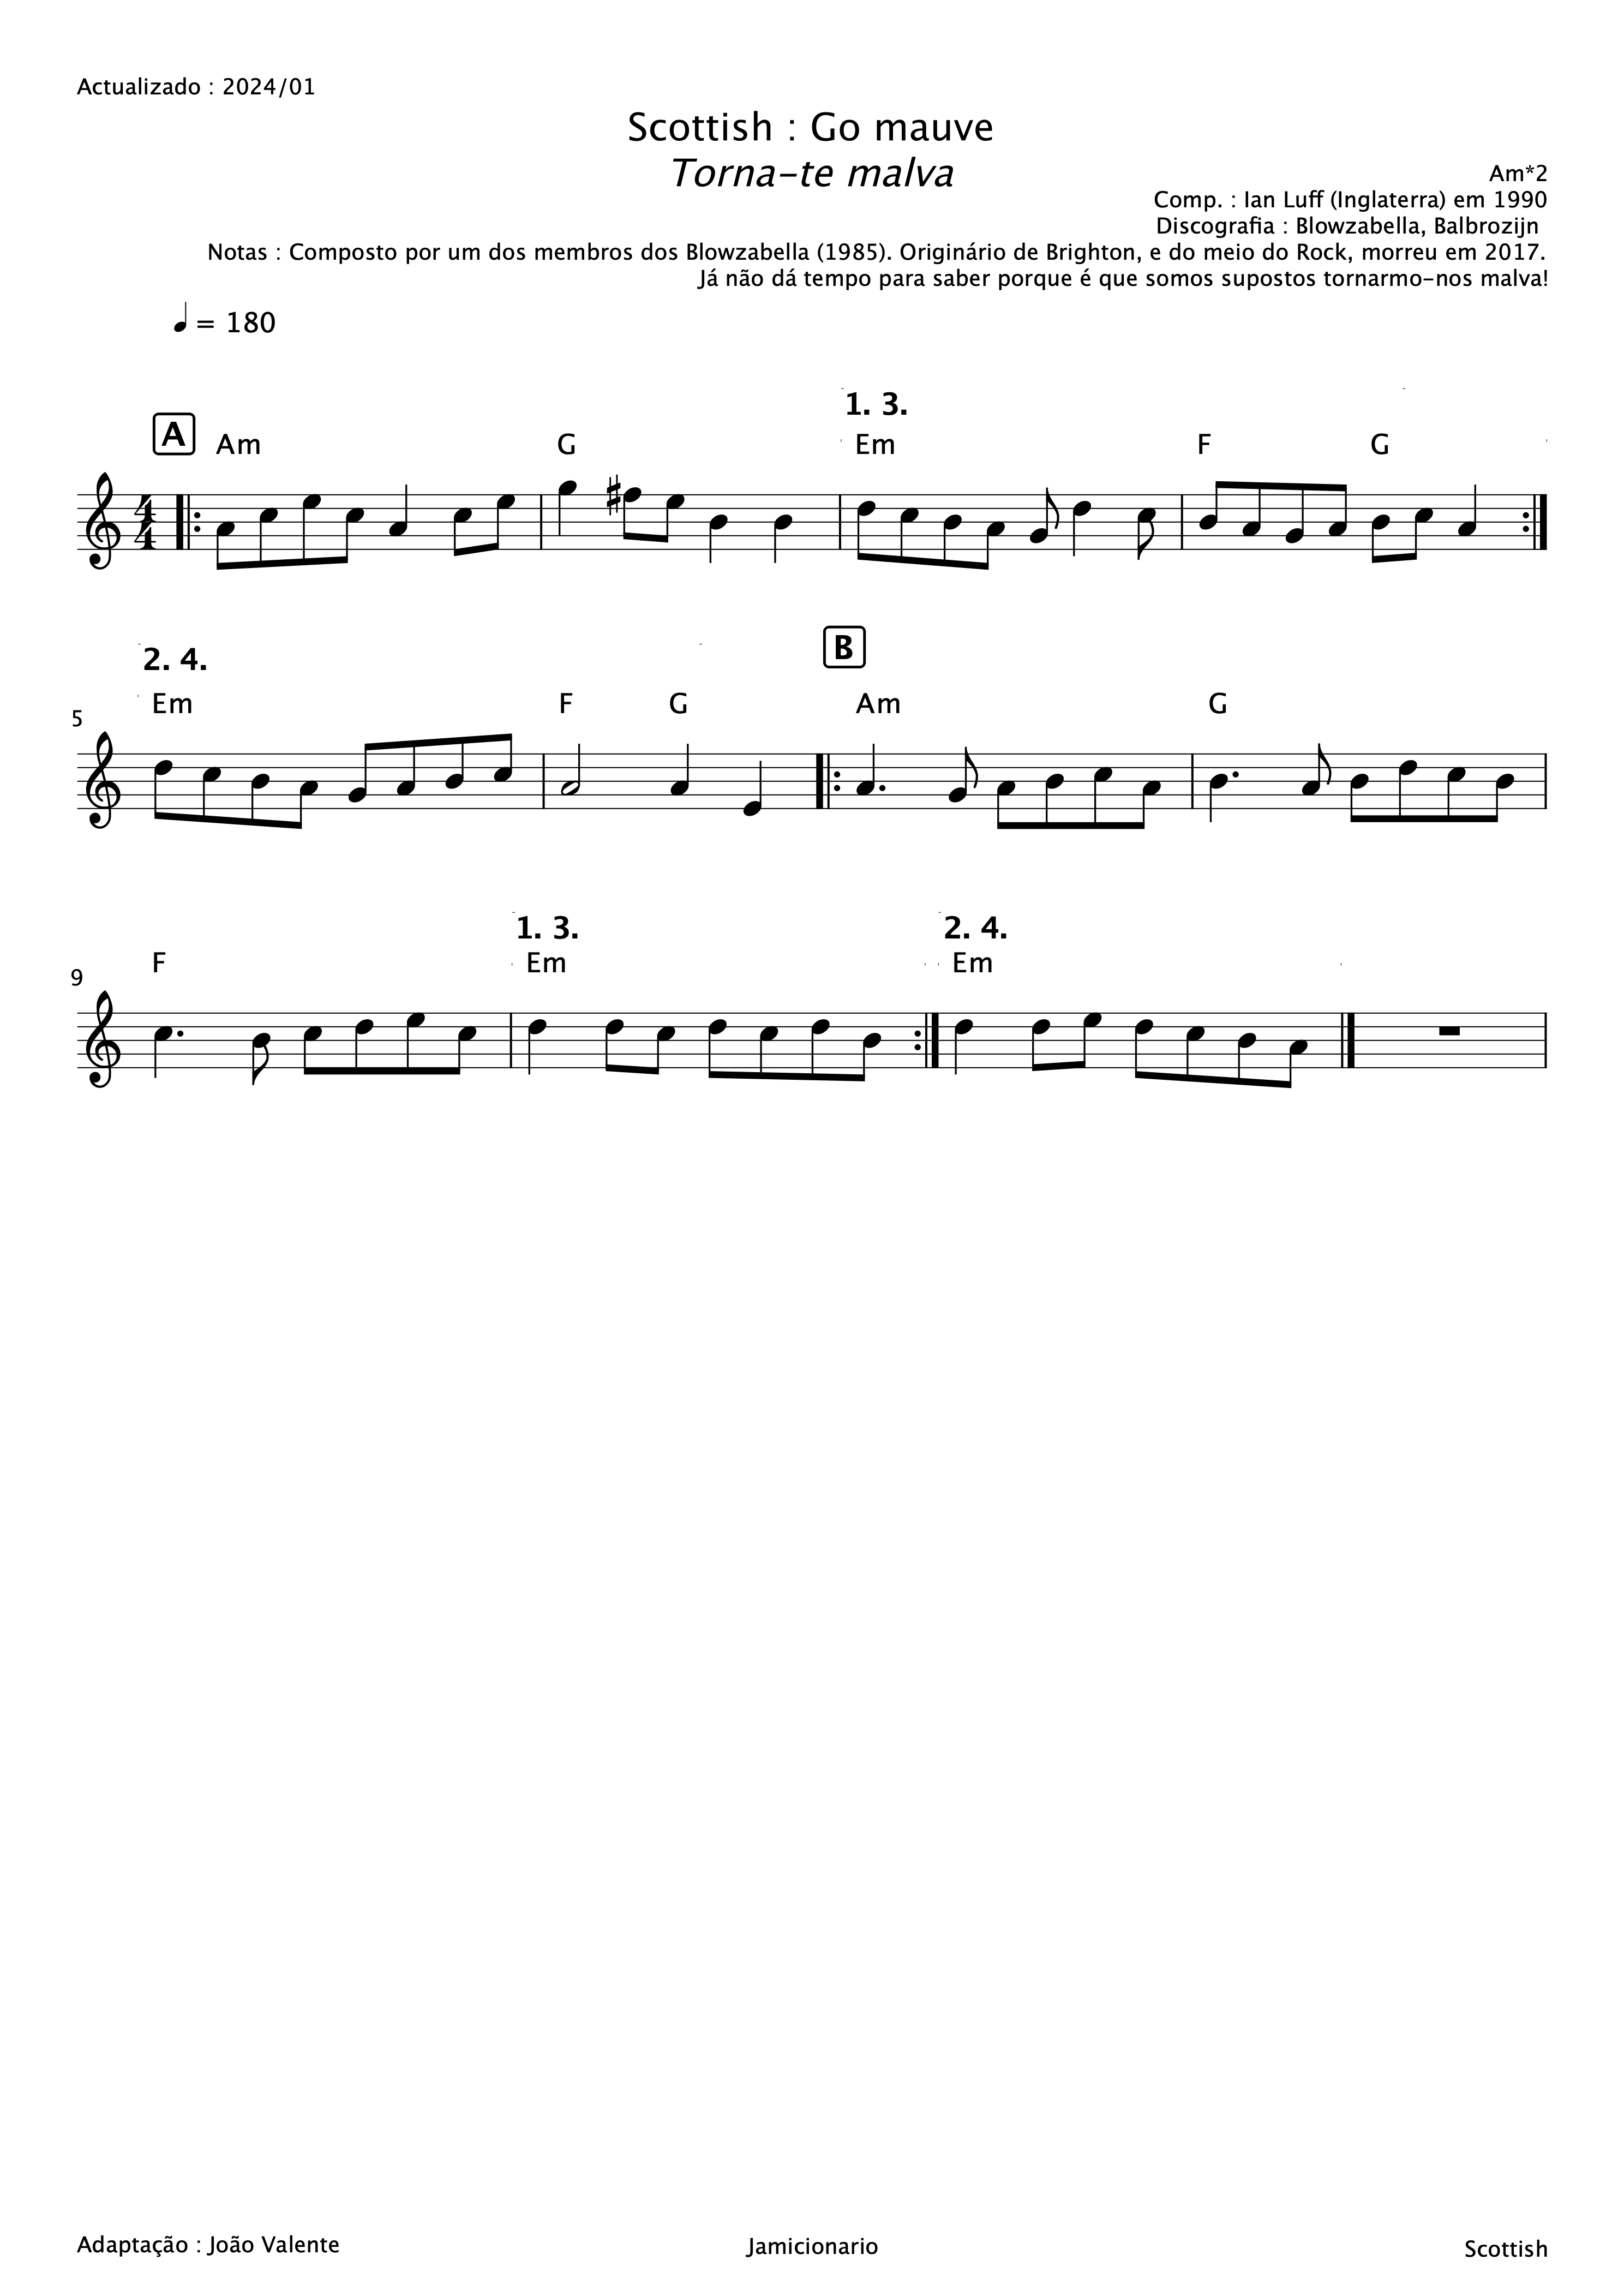 Actualizado : 2024/01
Scottish : Go mauve
Torna-te malva
Am*2
Comp. : Ian Luff (Inglaterra) em 1990
Discografia : Blowzabella, Balbrozijn
Notas : Composto por um dos membros dos Blowzabella (1985). Originário de Brighton, e do meio do Rock, morreu em 2017.
Já não dá tempo para saber porque é que somos supostos tornarmo-nos malva!
= 180
1. 3.
A Am G Em F G
4
4
2. 4. B
5 Em F G Am G
1. 3. 2. 4.
9 F Em Em
Adaptação : João Valente Jamicionario Scottish